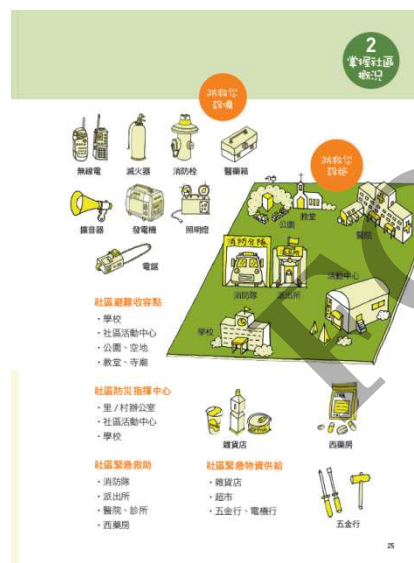 2
掌握社區
概況
防救災
設備
無線電
滅火器
消防栓
醫藥箱
擴音器
發電機
照明燈
電鋸
防救災
設施
公園
教堂
醫院
消防分隊
消防隊
派出所
活動中心
學校
社區避難收容點
・學校
・社區活動中心
・公園、空地
・教堂、寺廟
社區防災指揮中心
・里 / 村辦公室
・社區活動中心
・學校
雜貨店
西藥房
社區緊急救助
・消防隊
・派出所
・醫院、診所
・西藥房
社區緊急物資供給
・雜貨店
・超市
・五金行、電機行
五金行
25